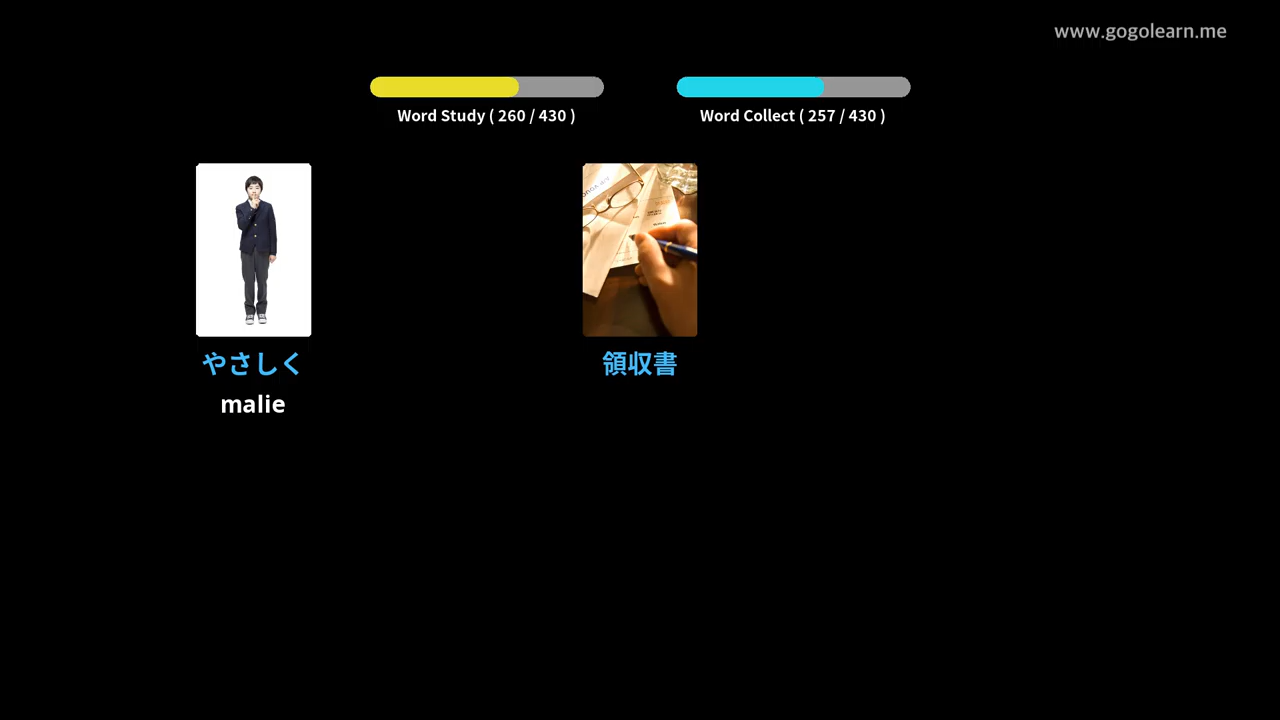 www.gogolearn.me
Word Study ( 260 / 430 )
Word Collect ( 257 / 430 )
やさしく
領収書
malie